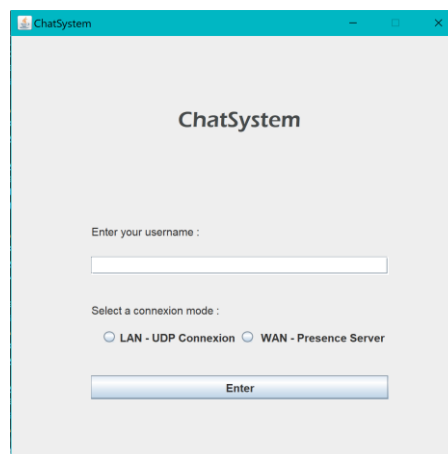 ChatSystem
ChatSystem
Enter your username :
Select a connexion mode :
LAN - UDP Connexion WAN - Presence Server
Enter